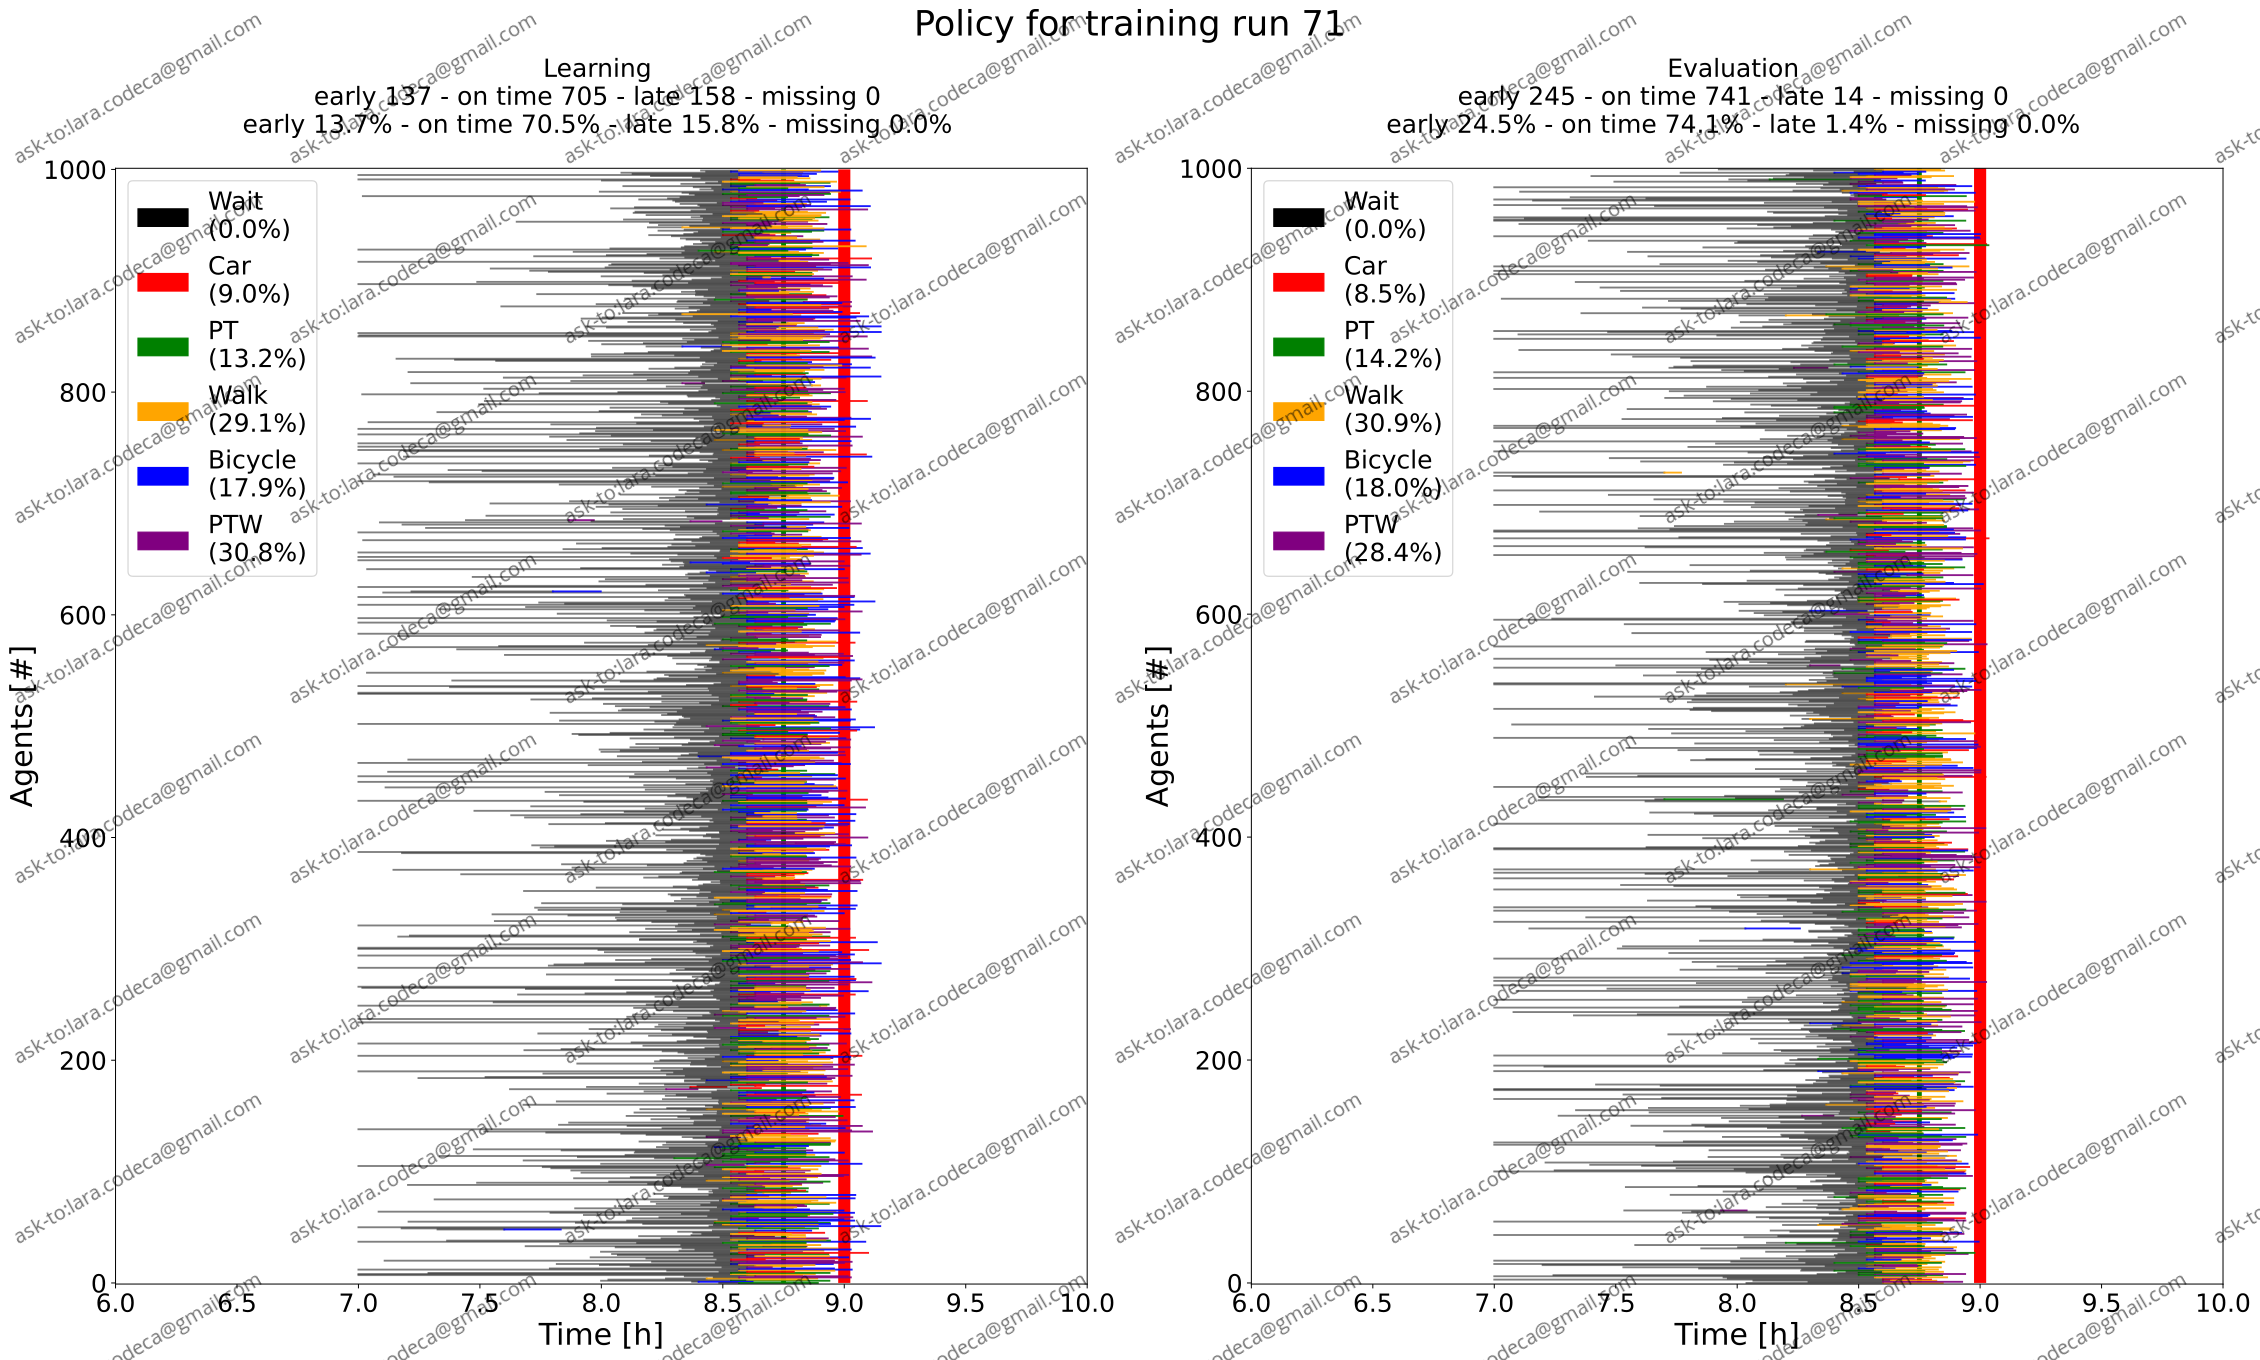 Policy for training run 71
Learning
early 137 - on time 705 - late 158 - missing 0
early 13.7% - on time 70.5% - late 15.8% - missing 0.0%
Agents [#]
1000
800
600
400
200
0
Wait
(0.0%)
Car
(9.0%)
PT
(13.2%)
Walk
(29.1%)
Bicycle
(17.9%)
PTW
(30.8%)
6.0 6.5 7.0 7.5 8.0 8.5 9.0 9.5 10.0
Time [h]
Evaluation
early 245 - on time 741 - late 14 - missing 0
early 24.5% - on time 74.1% - late 1.4% - missing 0.0%
Agents [#]
1000
800
600
400
200
0
Wait
(0.0%)
Car
(8.5%)
PT
(14.2%)
Walk
(30.9%)
Bicycle
(18.0%)
PTW
(28.4%)
6.0 6.5 7.0 7.5 8.0 8.5 9.0 9.5 10.0
Time [h]
ask-to:lara.codeca@gmail.com